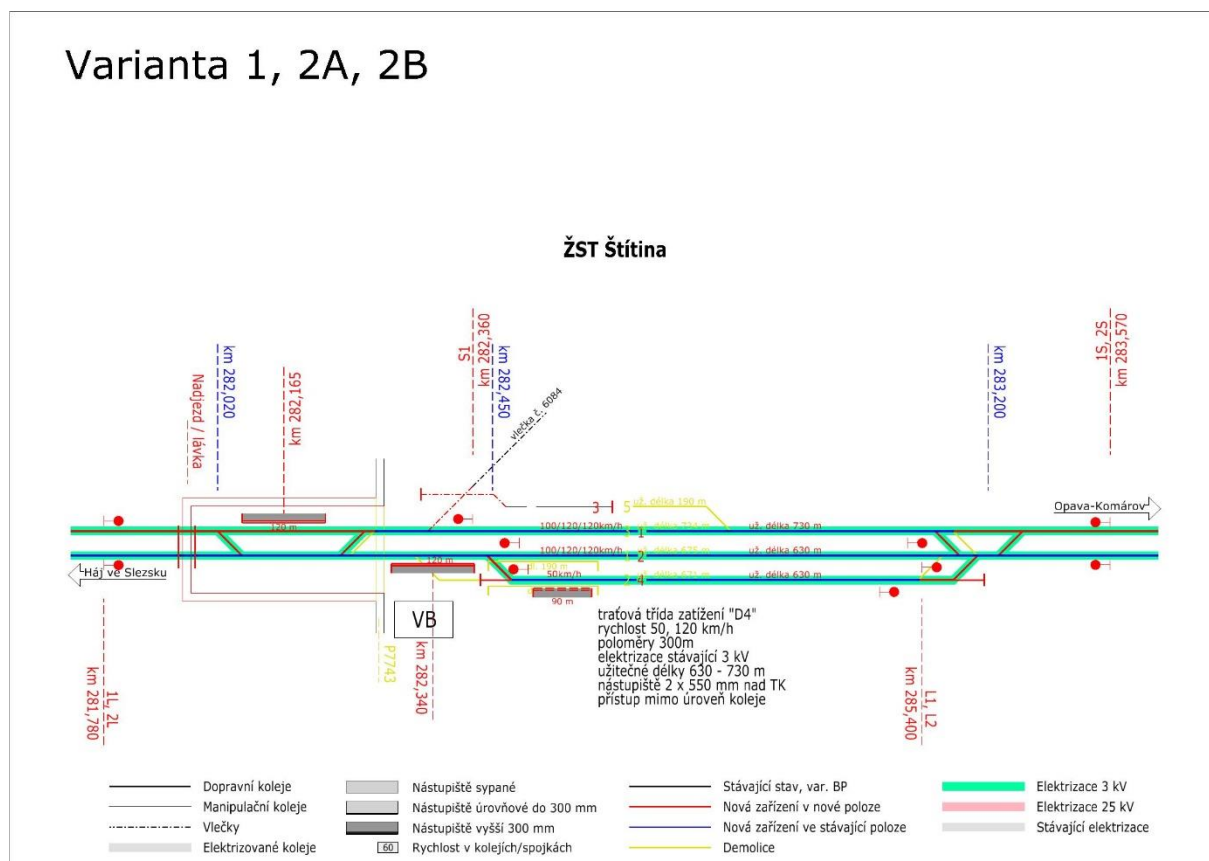 Varianta 1, 2A, 2B
ŽST Štítina
Nadjezd / lávka
km 282,020
km 282,165
S1
km 282,360
km 282,450
vlečka č. 6084
km 283,200
1S, 2S
km 283,570
3
5
už. délka 190 m
Opava-Komárov
120 m
100/120/120km/h
1
už. délka 730 m
100/120/120km/h
2
už. délka 630 m
Háj ve Slezsku
120 m
50km/h
4
už. délka 671 m
už. délka 630 m
90 m
VB
P7743
km 282,340
1L, 2L
km 281,780
L1, L2
km 285,400
traťová třída zatížení "D4"
rychlost 50, 120 km/h
poloměry 300m
elektrizace stávající 3 kV
užitečné délky 630 - 730 m
nástupiště 2 x 550 mm nad TK
přístup mimo úroveň koleje
Dopravní koleje
Manipulační koleje
Vlečky
Elektrizované koleje
Nástupiště sypané
Nástupiště úrovňové do 300 mm
Nástupiště vyšší 300 mm
60 Rychlost v kolejích/spojkách
Stávající stav, var. BP
Nová zařízení v nové poloze
Nová zařízení ve stávající poloze
Demolice
Elektrizace 3 kV
Elektrizace 25 kV
Stávající elektrizace